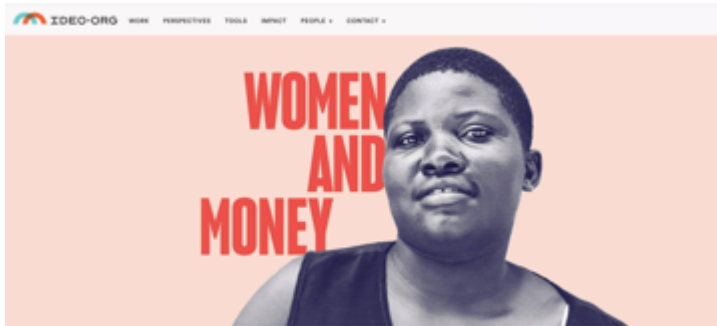 IDEO·ORG WORK PERSPECTIVES TOOLS IMPACT PEOPLE CONTACT
WOMEN
AND
MONEY